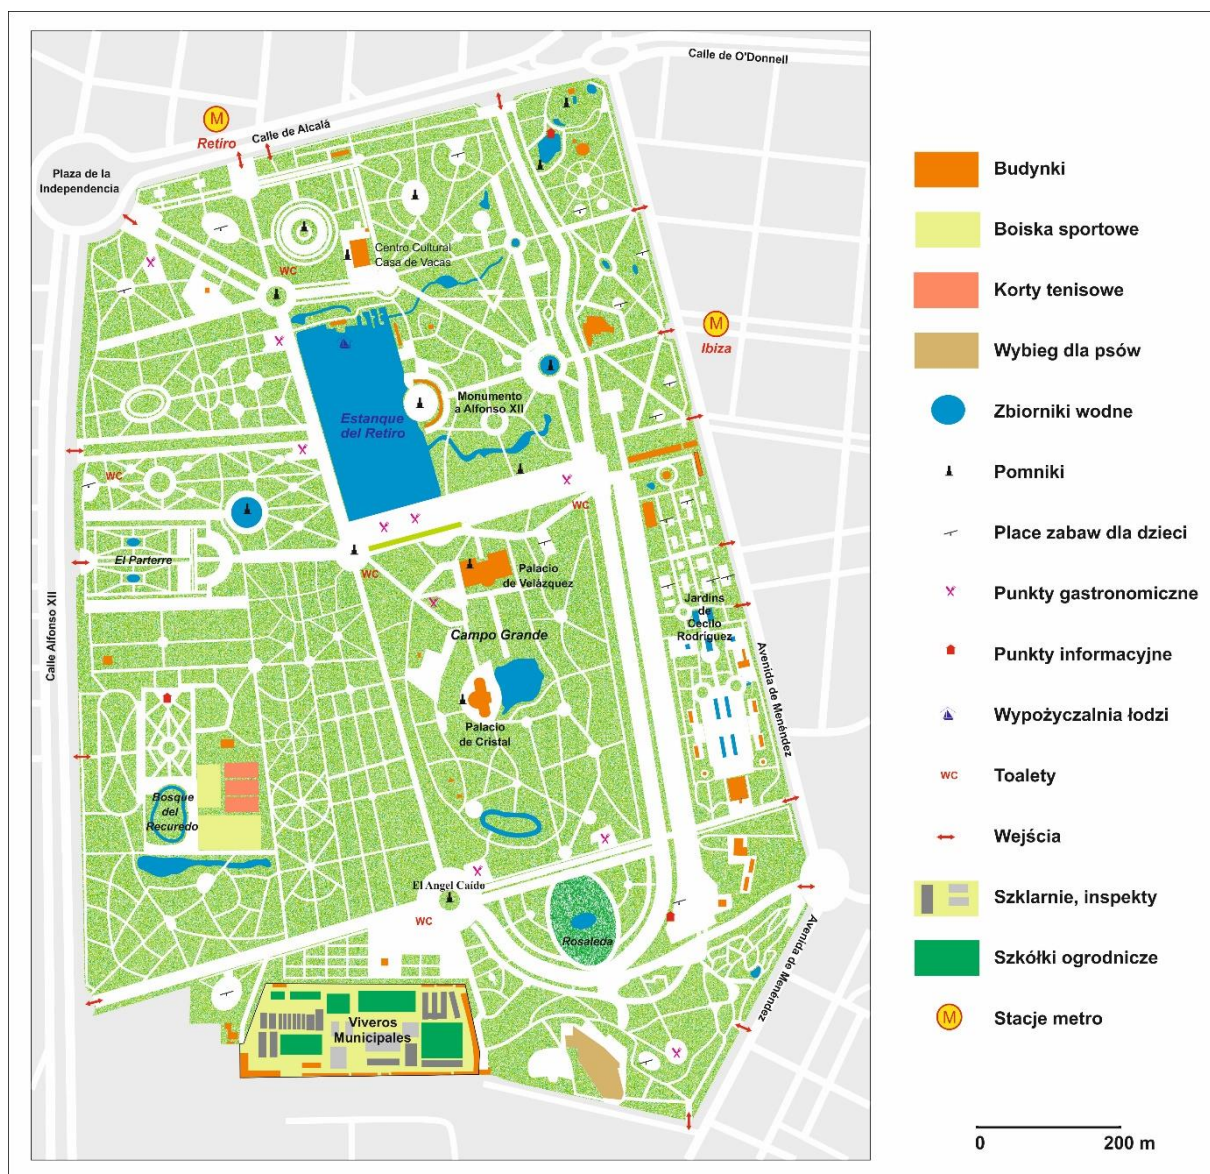 Calle de O'Donnell
M
Retiro
Calle de Alcalá
Plaza de la
Independencia
Centro Cultural
Casa de Vacas
WC
M
Ibiza
Monumento
a Alfonso XII
Estanque
del Retiro
WC
WC
El Parterre
WC
Palacio
de Velázquez
Jardins
de
Cecilo
Rodriguez
Campo Grande
Calle Alfonso XII
Avenida de Menéndez
Palacio
de Cristal
Bosque
del
Recuredo
El Angel Caído
WC
Rosaleda
Avenida de Menéndez
Viveros
Municipales
Budynki
Boiska sportowe
Korty tenisowe
Wybieg dla psów
Zbiorniki wodne
Pomniki
Place zabaw dla dzieci
Punkty gastronomiczne
Punkty informacyjne
Wypożyczalnia łodzi
WC Toalety
Wejścia
Szklarnie, inspekty
Szkółki ogrodnicze
M Stacje metro
0 200 m